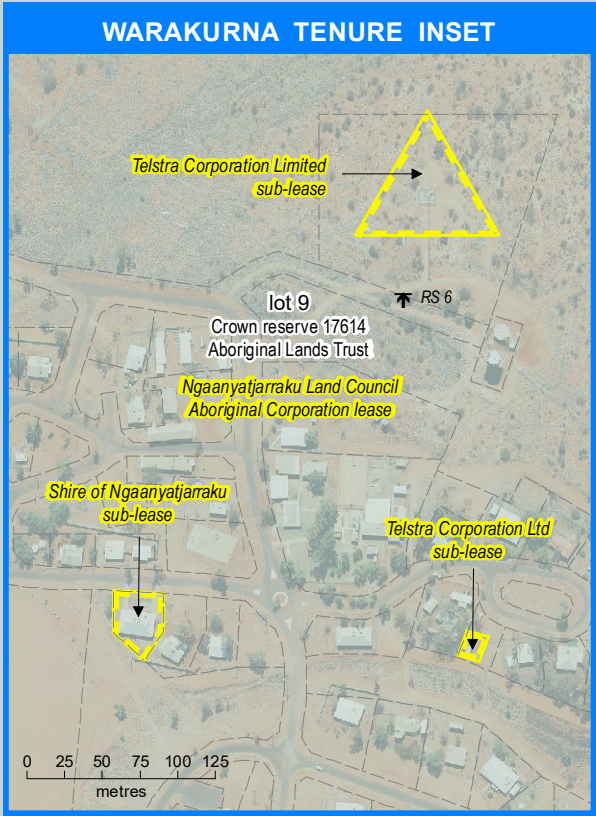 WARAKURNA TENURE INSET
Telstra Corporation Limited
sub-lease
RS 6
lot 9
Crown reserve 17614
Aboriginal Lands Trust
Ngaanyatjarraku Land Council
Aboriginal Corporation lease
Shire of Ngaanyatjarraku
sub-lease
Telstra Corporation Ltd
sub-lease
0 25 50 75 100 125
metres